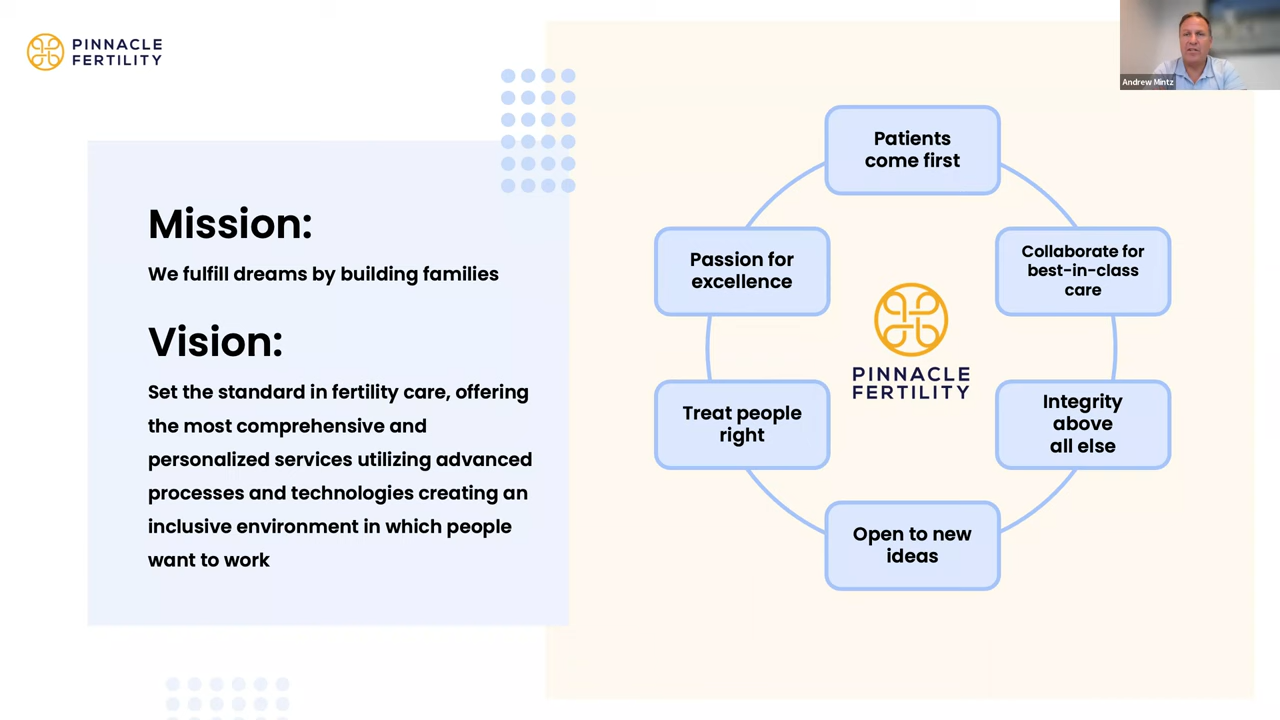 PINNACLE
FERTILITY
Andrew Mintz
Mission:
We fulfill dreams by building families
Vision:
Set the standard in fertility care, offering
the most comprehensive and
personalized services utilizing advanced
processes and technologies creating an
inclusive environment in which people
want to work
Patients
come first
Collaborate for
best-in-class
care
Integrity
above
all else
Open to new
ideas
Treat people
right
Passion for
excellence
PINNACLE
FERTILITY